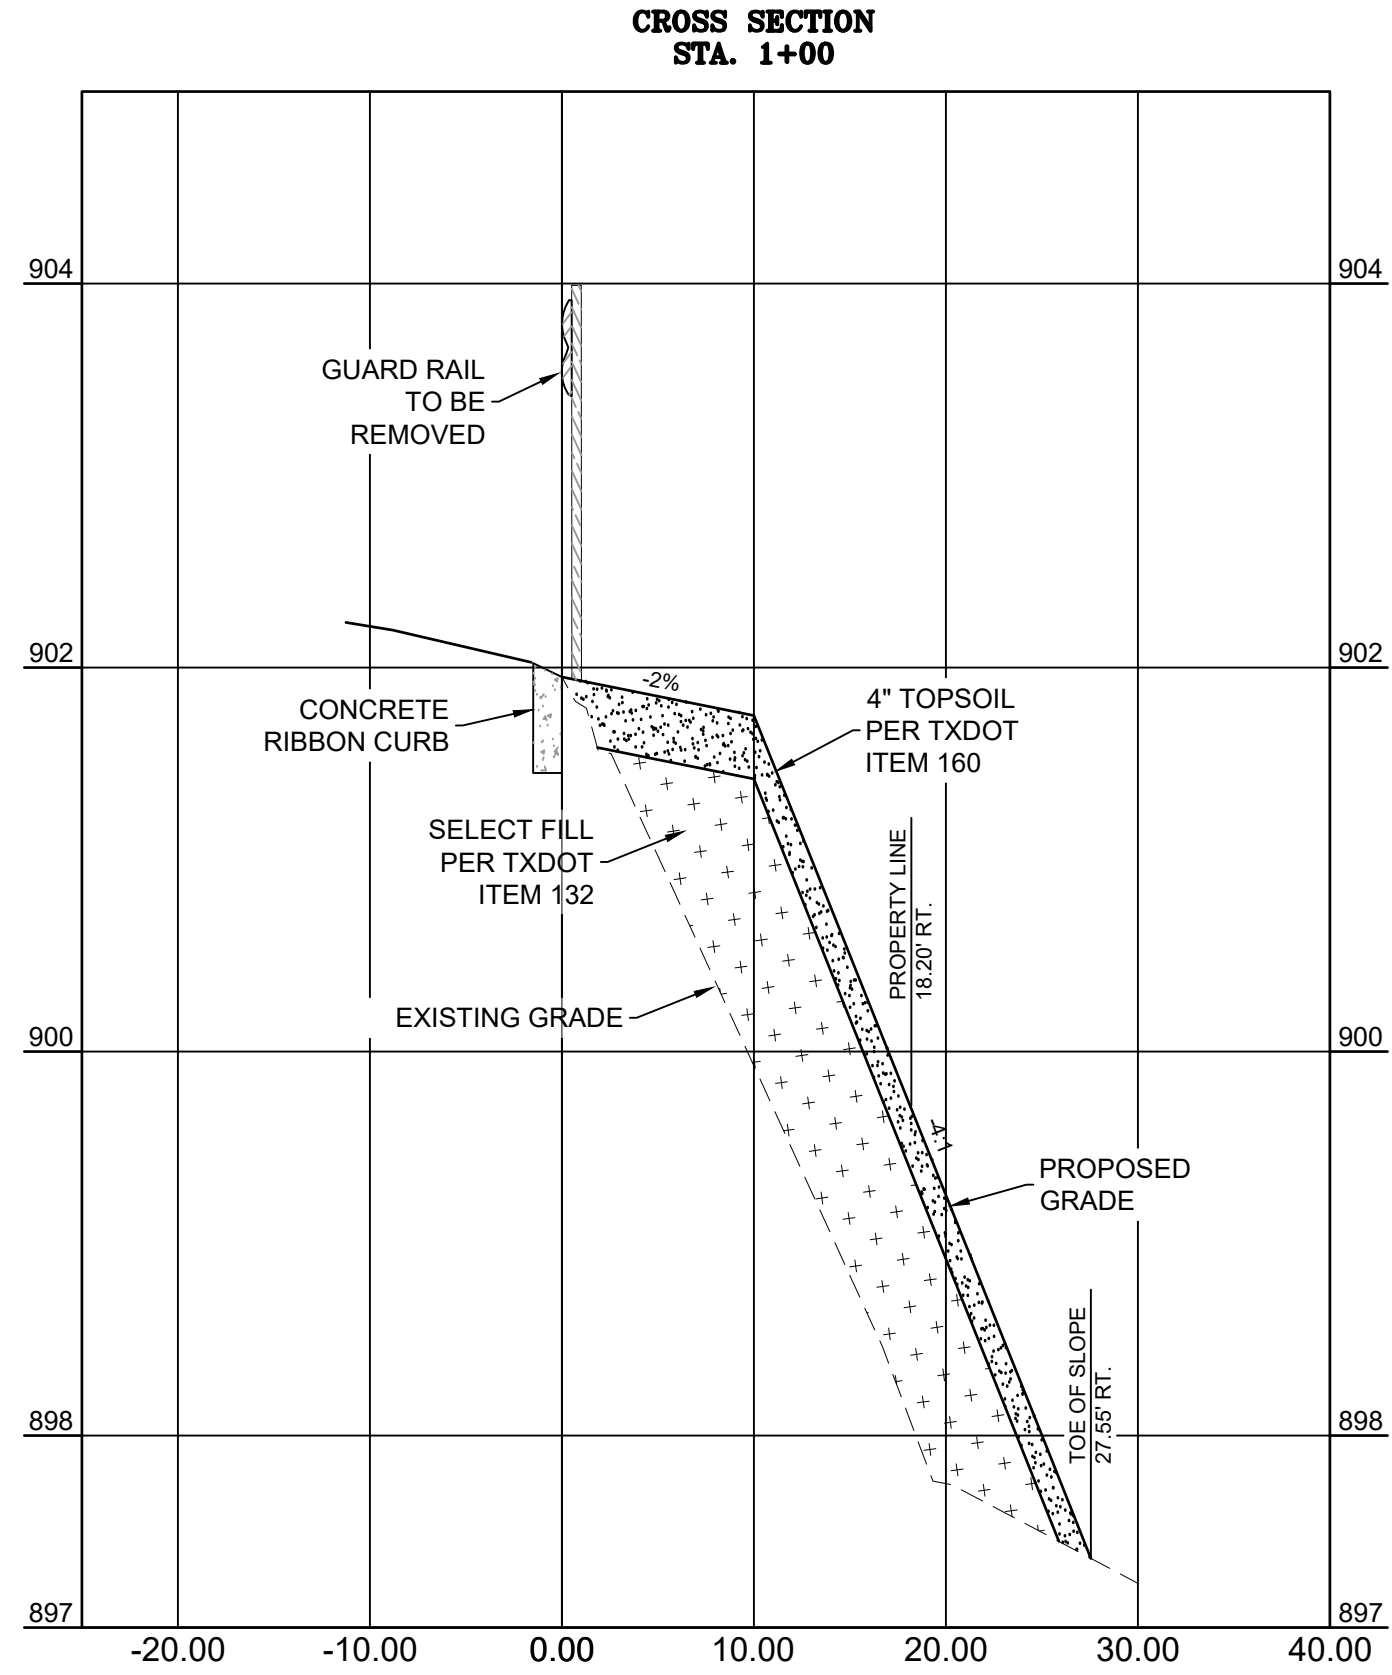 CROSS SECTION
STA. 1+00
904
904
GUARD RAIL
TO BE
REMOVED
902
902
-2%
CONCRETE
RIBBON CURB
4" TOPSOIL
PER TXDOT
ITEM 160
SELECT FILL
PER TXDOT
ITEM 132
PROPERTY LINE
18.20' RT.
EXISTING GRADE
900
900
4:1
PROPOSED
GRADE
TOE OF SLOPE
27.55' RT.
898
898
897
897
-20.00
-10.00
0.00
10.00
20.00
30.00
40.00